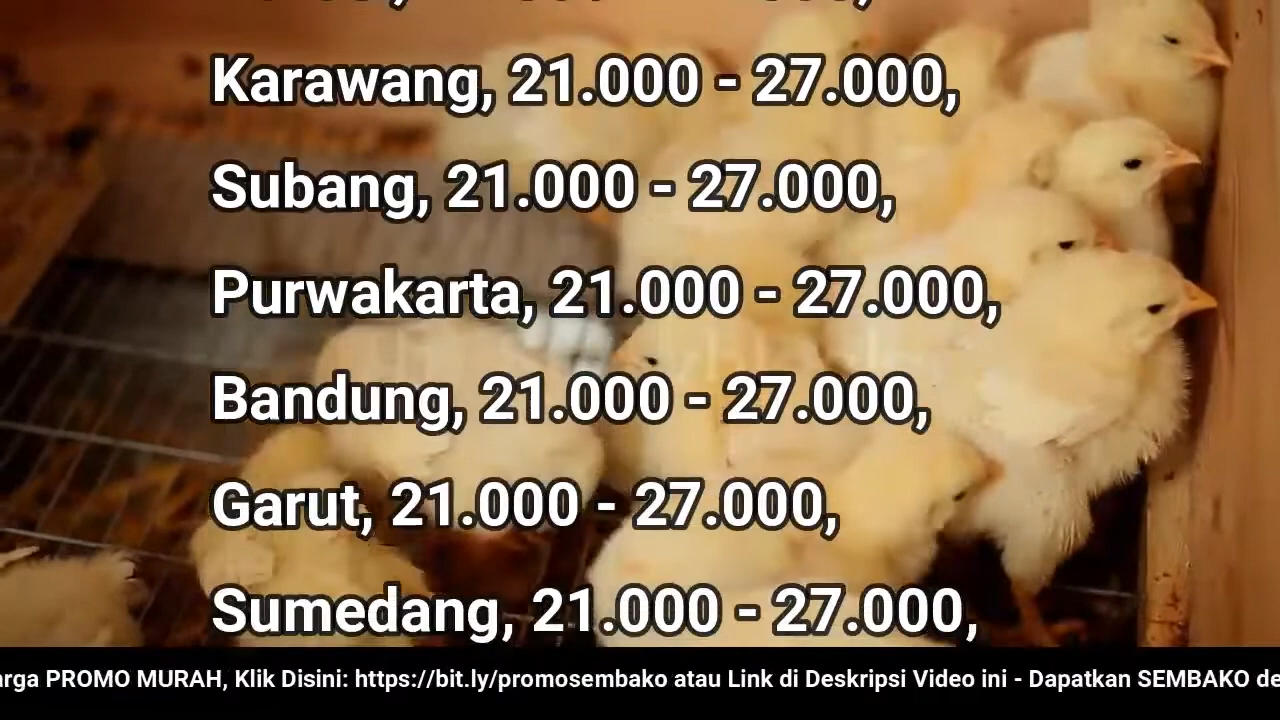 Karawang, 21.000 - 27.000,
Subang, 21.000 - 27.000,
Purwakarta, 21.000 - 27.000,
Bandung, 21.000 - 27.000,
Garut, 21.000 - 27.000,
Sumedang, 21.000 - 27.000,
arga PROMO MURAH, Klik Disini: https://bit.ly/promosembako atau Link di Deskripsi Video ini - Dapatkan SEMBAKO de